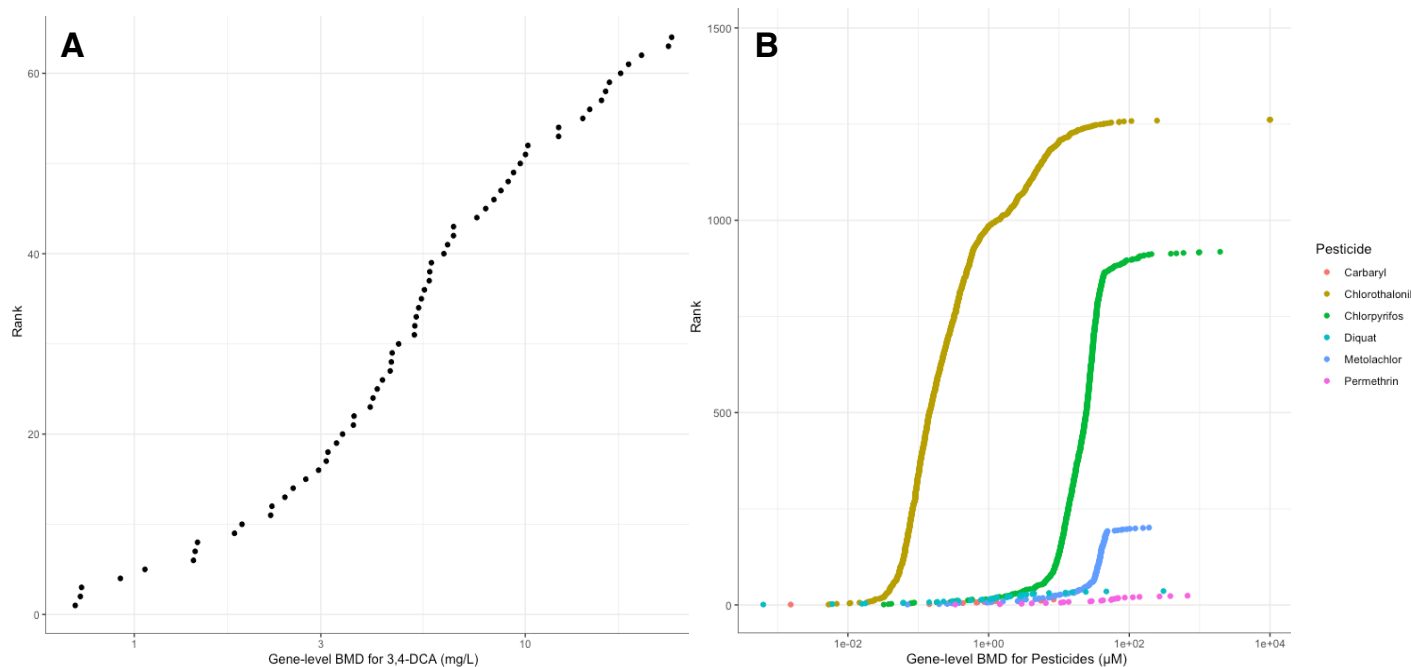 A
60
40
20
0
Rank
1
3
10
Gene-level BMD for 3,4-DCA (mg/L)
B
1500
1000
500
0
Rank
1e-02
1e+00
1e+02
1e+04
Gene-level BMD for Pesticides (µM)
Pesticide
Carbaryl
Chlorothalonil
Chlorpyrifos
Diquat
Metolachlor
Permethrin